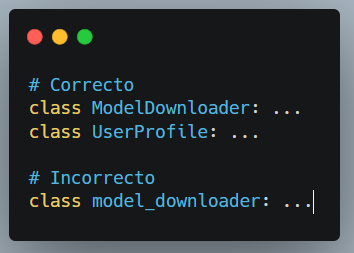 # Correcto
class ModelDownloader: ...
class UserProfile: ...
# Incorrecto
class model_downloader: ...